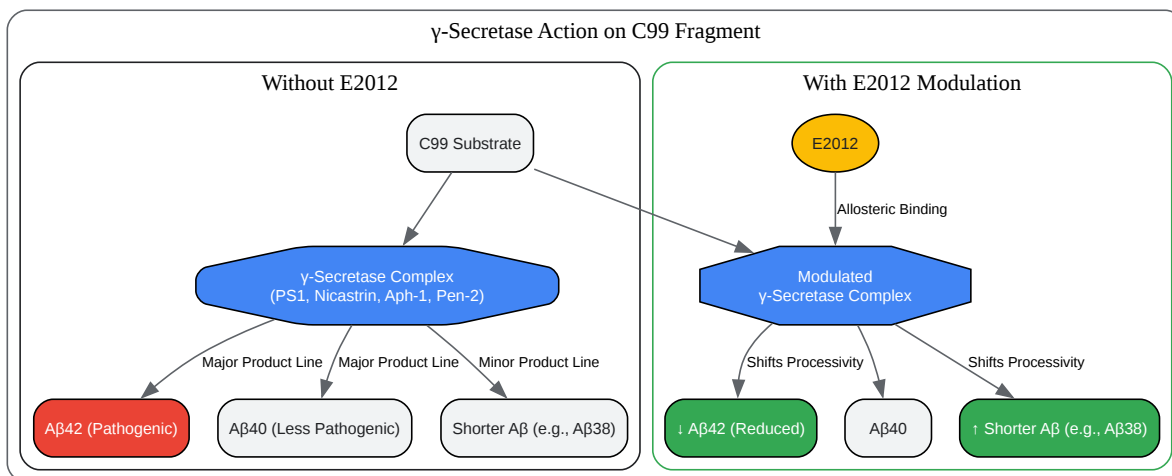 γ-Secretase Action on C99 Fragment
Without E2012
With E2012 Modulation
C99 Substrate
E2012
Allosteric Binding
γ-Secretase Complex
(PS1, Nicastrin, Aph-1, Pen-2)
Modulated
γ-Secretase Complex
Major Product Line
Major Product Line
Minor Product Line
Shifts Processivity
Shifts Processivity
Aβ42 (Pathogenic)
Aβ40 (Less Pathogenic)
Shorter Aβ (e.g., Aβ38)
↓ Aβ42 (Reduced)
Aβ40
↑ Shorter Aβ (e.g., Aβ38)